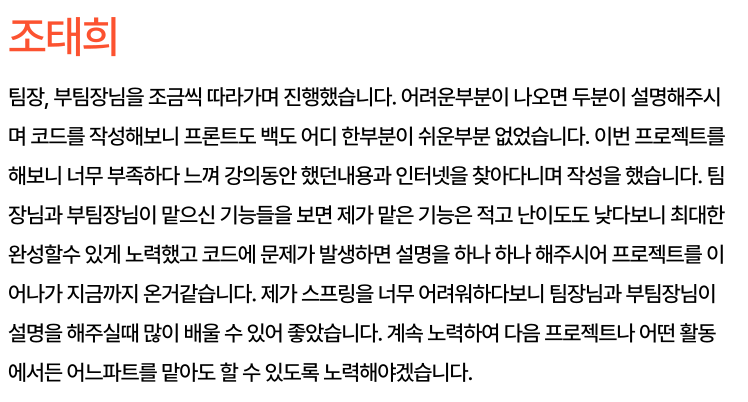 조태희
팀장, 부팀장님을 조금씩 따라가며 진행했습니다. 어려운부분이 나오면 두분이 설명해주시
며 코드를 작성해보니 프론트도 백도 어디 한부분이 쉬운부분 없었습니다. 이번 프로젝트를
해보니 너무 부족하다 느껴 강의동안 했던내용과 인터넷을 찾아다니며 작성을 했습니다. 팀
장님과 부팀장님이 맡으신 기능들을 보면 제가 맡은 기능은 적고 난이도도 낮다보니 최대한
완성할수 있게 노력했고 코드에 문제가 발생하면 설명을 하나 하나 해주시어 프로젝트를 이
어나가 지금까지 온거같습니다. 제가 스프링을 너무 어려워하다보니 팀장님과 부팀장님이
설명을 해주실때 많이 배울 수 있어 좋았습니다. 계속 노력하여 다음 프로젝트나 어떤 활동
에서든 어느파트를 맡아도 할 수 있도록 노력해야겠습니다.